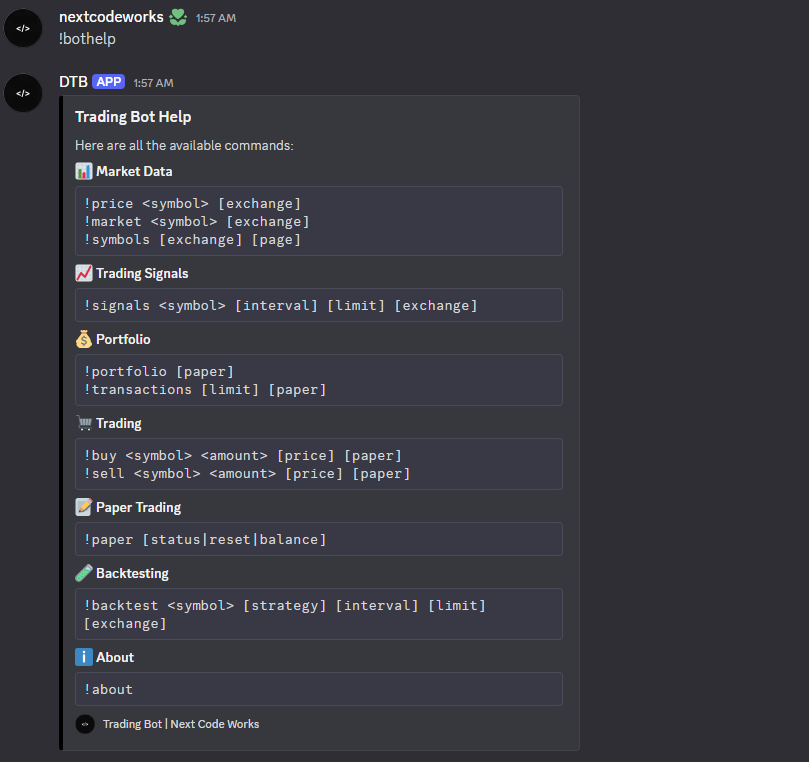 </>
nextcodeworks 1:57 AM
!bothelp
</>
DTB APP 1:57 AM
Trading Bot Help
Here are all the available commands:
Market Data
!price <symbol> [exchange]
!market <symbol> [exchange]
!symbols [exchange] [page]
Trading Signals
!signals <symbol> [interval] [limit] [exchange]
Portfolio
!portfolio [paper]
!transactions [limit] [paper]
Trading
!buy <symbol> <amount> [price] [paper]
!sell <symbol> <amount> [price] [paper]
Paper Trading
!paper [status|reset|balance]
Backtesting
!backtest <symbol> [strategy] [interval] [limit]
[exchange]
About
!about
</> Trading Bot | Next Code Works